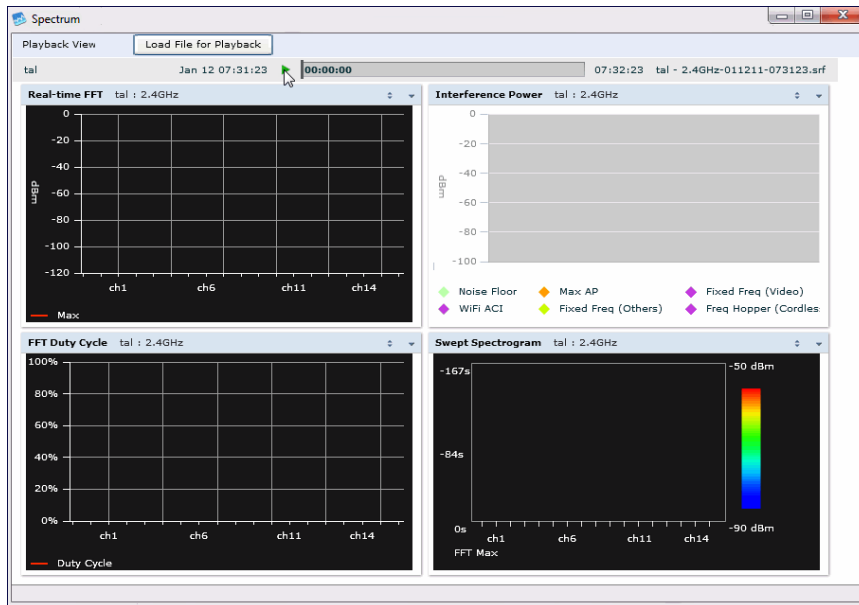 Spectrum
Playback View Load File for Playback
tal Jan 12 07:31:23 00:00:00 07:32:23 tal - 2.4GHz-011211-073123.srf
Real-time FFT tal : 2.4GHz
0
-20
-40
-60
-80
-100
-120
dBm
ch1 ch6 ch11 ch14
Max
Interference Power tal : 2.4GHz
0
-20
-40
-60
-80
-100
dBm
Noise Floor Max AP Fixed Freq (Video)
WiFi ACI Fixed Freq (Others) Freq Hopper (Cordles
FFT Duty Cycle tal : 2.4GHz
100%
80%
60%
40%
20%
0%
ch1 ch6 ch11 ch14
Duty Cycle
Swept Spectrogram tal : 2.4GHz
-167s
-84s
0s
ch1 ch6 ch11 ch14
FFT Max
-50 dBm
-90 dBm